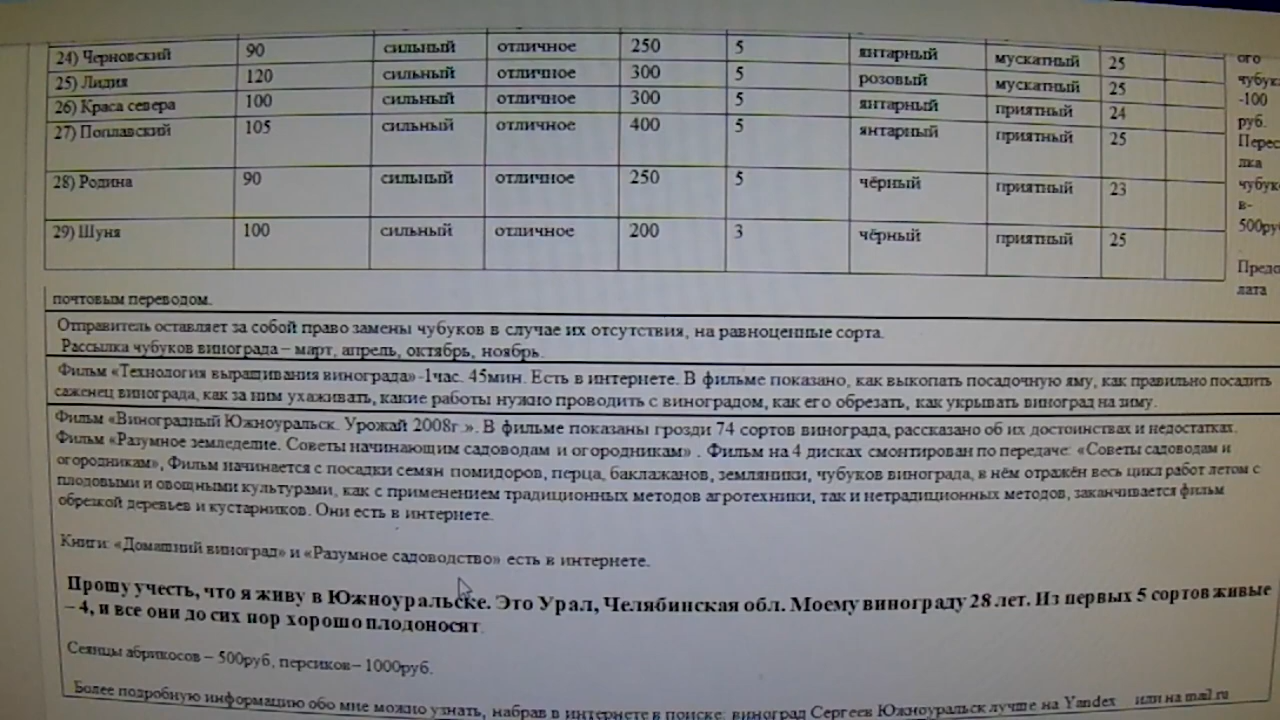 24) Черновский 90 сильный отличное 250 5 янтарный мускатный 25
25) Лидия 120 сильный отличное 300 5 розовый мускатный 25
26) Краса севера 100 сильный отличное 300 5 янтарный приятный 24
27) Поплавский 105 сильный отличное 400 5 янтарный приятный 25
28) Родина 90 сильный отличное 250 5 чёрный приятный 23
29) Шуня 100 сильный отличное 200 3 чёрный приятный 25
ого
чубук
-100
руб.
Перес
лка
чубук
в-
500ру
Предо
лата
почтовым переводом.
Отправитель оставляет за собой право замены чубуков в случае их отсутствия, на равноценные сорта.
Рассылка чубуков винограда – март, апрель, октябрь, ноябрь.
Фильм «Технология выращивания винограда» -1час. 45мин. Есть в интернете. В фильме показано, как выкопать посадочную яму, как правильно посадить
саженец винограда, как за ним ухаживать, какие работы нужно проводить с виноградом, как его обрезать, как укрывать виноград на зиму.
Фильм «Виноградный Южноуральск. Урожай 2008г.». В фильме показаны грозди 74 сортов винограда, рассказано об их достоинствах и недостатках.
Фильм «Разумное земледелие. Советы начинающим садоводам и огородникам» . Фильм на 4 дисках смонтирован по передаче: «Советы садоводам и
огородникам», Фильм начинается с посадки семян помидоров, перца, баклажанов, земляники, чубуков винограда, в нём отражён весь цикл работ летом с
плодовыми и овощными культурами, как с применением традиционных методов агротехники, так и нетрадиционных методов, заканчивается фильм
обрезкой деревьев и кустарников. Они есть в интернете.
Книги: «Домашний виноград» и «Разумное садоводство» есть в интернете.
Прошу учесть, что я живу в Южноуральске. Это Урал, Челябинская обл. Моему винограду 28 лет. Из первых 5 сортов живые
– 4, и все они до сих пор хорошо плодоносят.
Сеянцы абрикосов – 500руб, персиков– 1000руб.
Более подробную информацию обо мне можно узнать, набрав в интернете в поиске: виноград Сергеев Южноуральск лучше на Yandex или на mail.ru